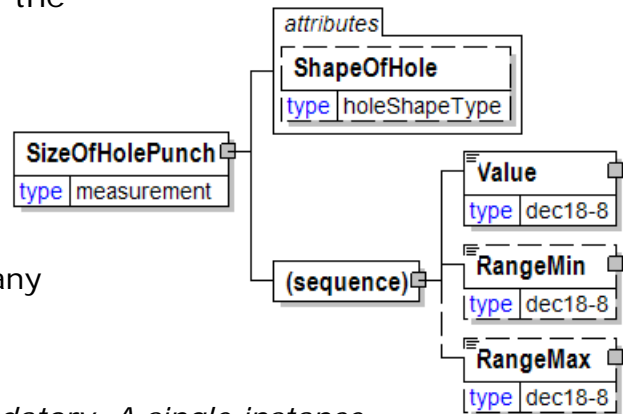 the
attributes
ShapeOfHole
type holeShapeType
SizeOfHolePunch
type measurement
Value
type dec18-8
any
(sequence)
RangeMin
type dec18-8
RangeMax
type dec18-8
A single instance